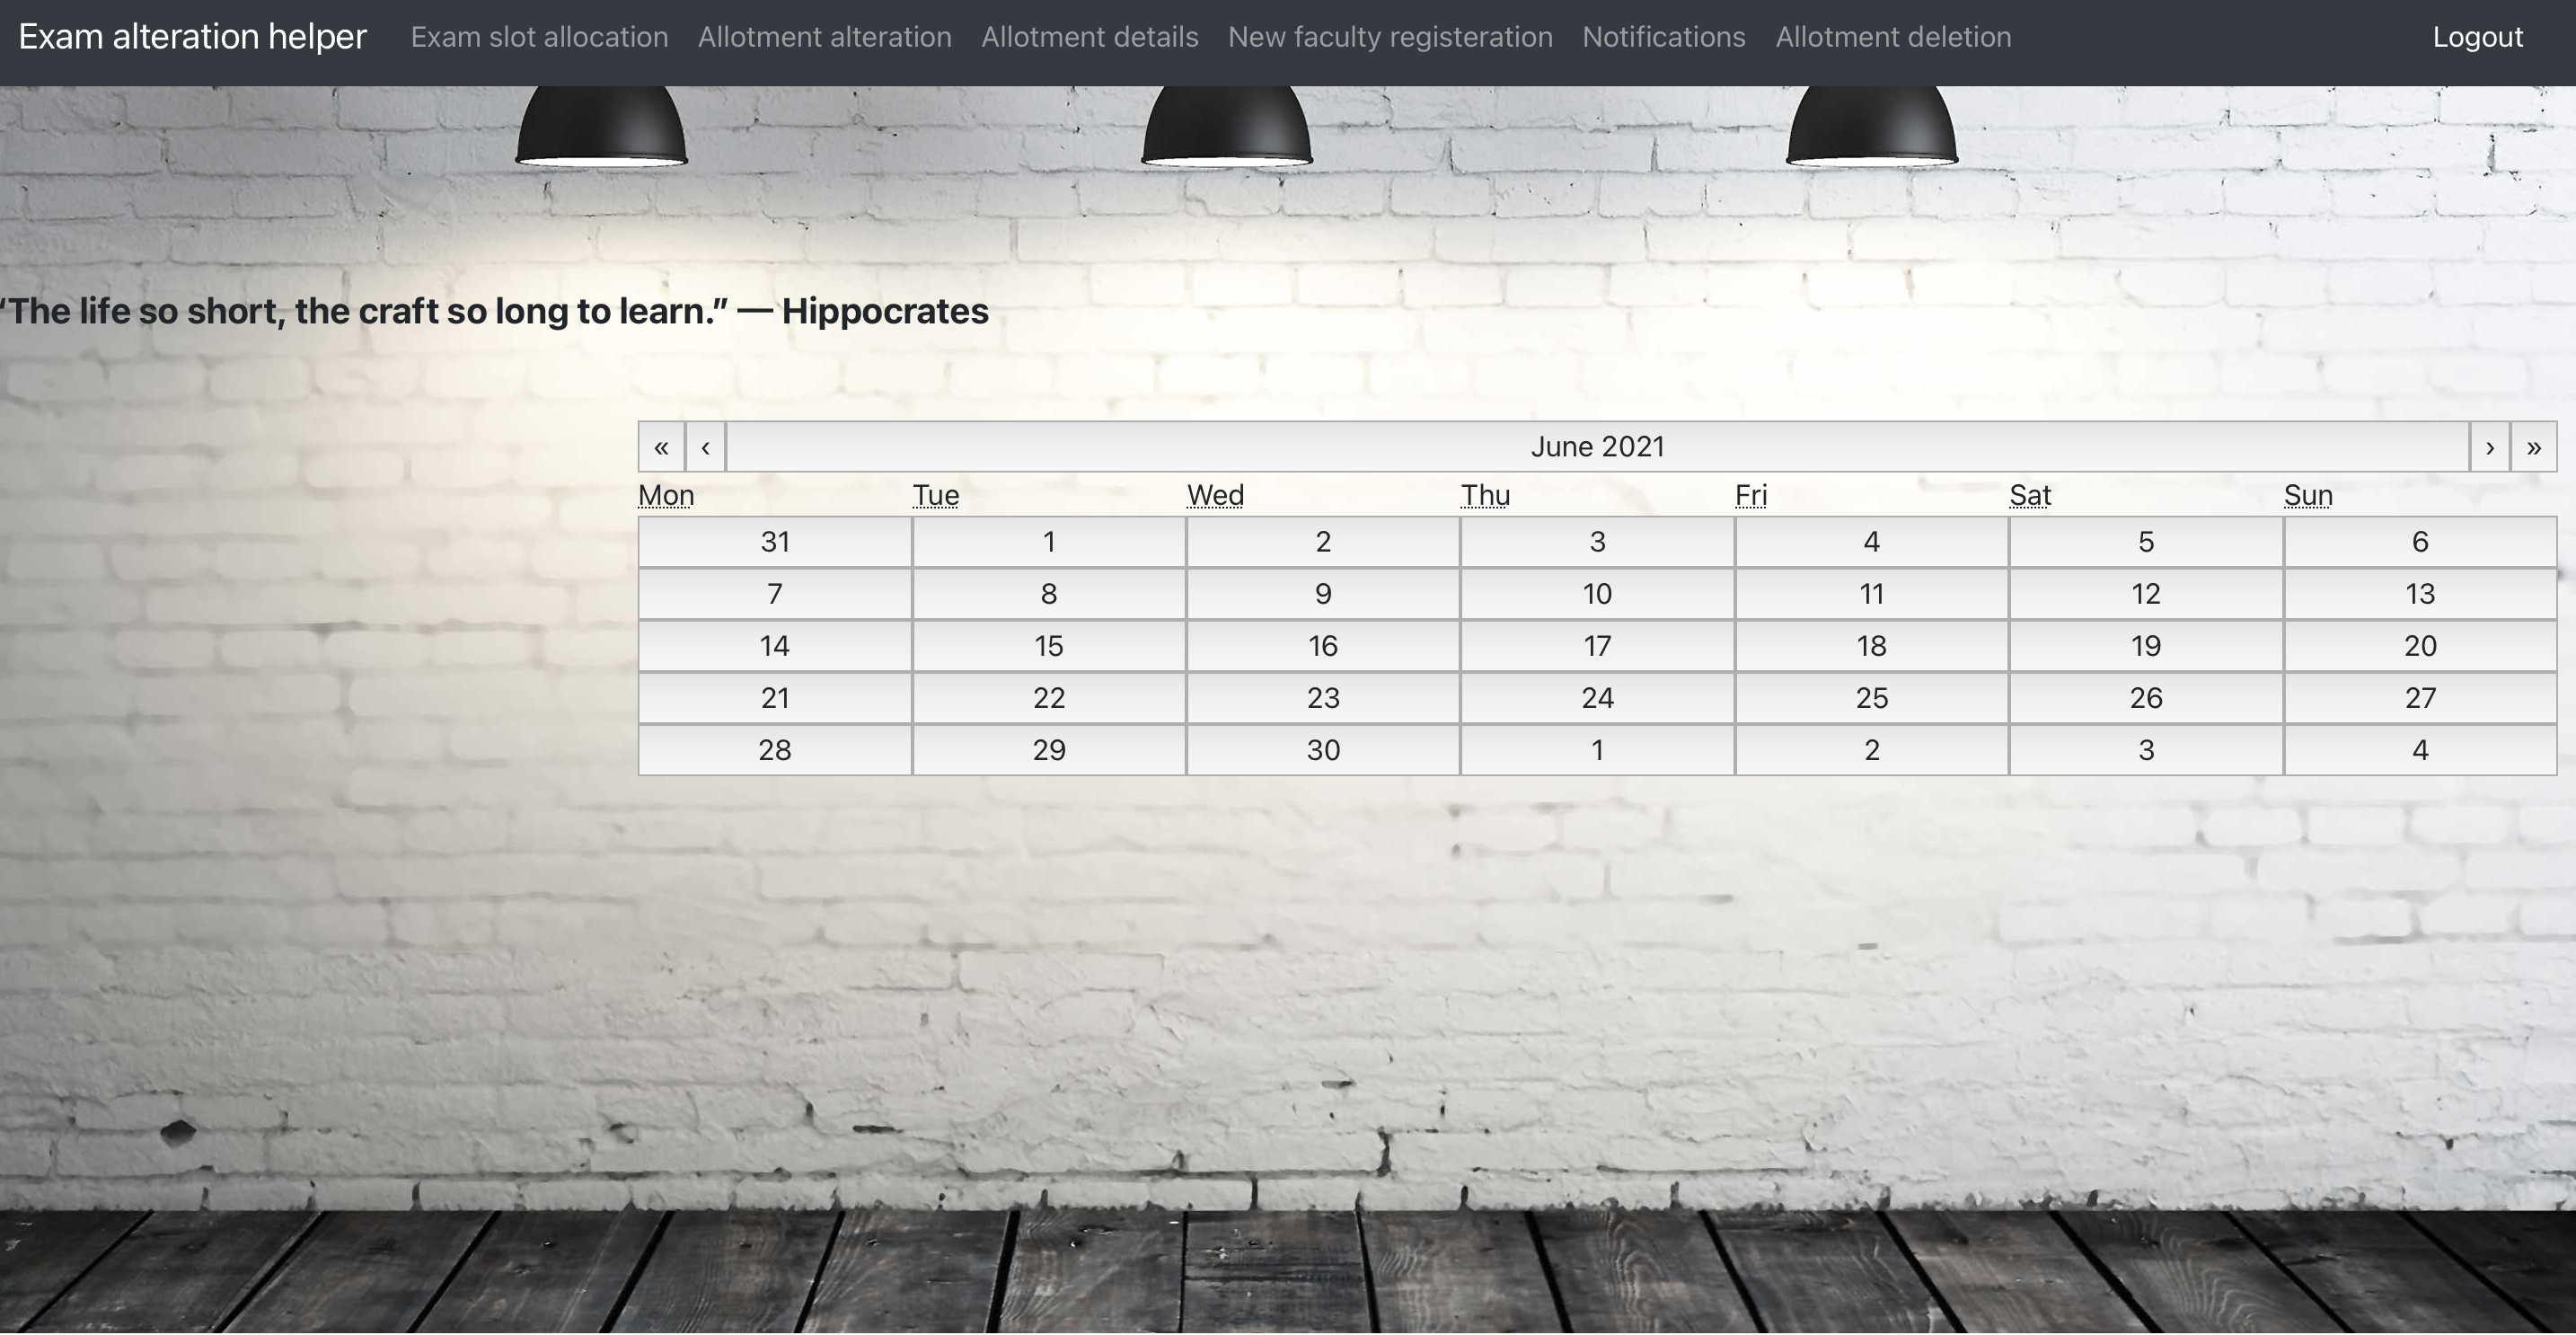 Exam alteration helper Exam slot allocation Allotment alteration Allotment details New faculty registeration Notifications Allotment deletion Logout
“The life so short, the craft so long to learn.” — Hippocrates
« ‹ June 2021 › »
Mon Tue Wed Thu Fri Sat Sun
31 1 2 3 4 5 6
7 8 9 10 11 12 13
14 15 16 17 18 19 20
21 22 23 24 25 26 27
28 29 30 1 2 3 4